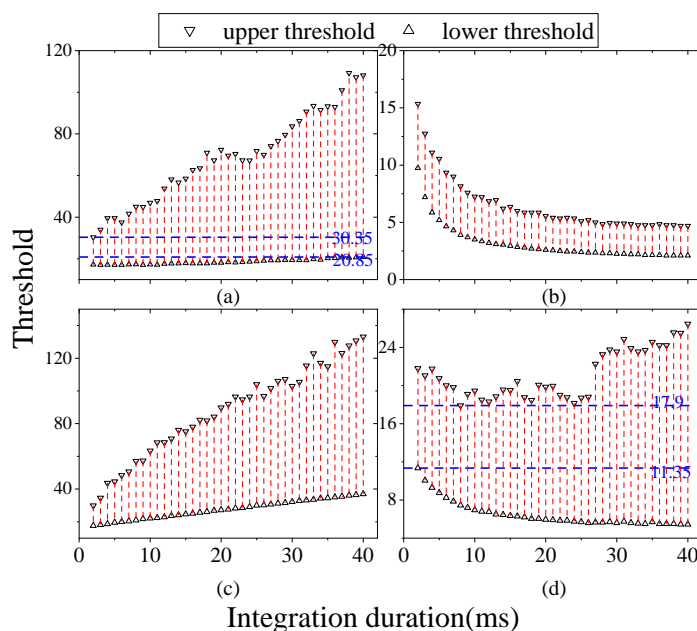 upper threshold lower threshold
120
80
40
30.35
20.85
(a)
20
15
10
5
0
(b)
Threshold
120
80
40
0 10 20 30 40
(c)
24
16
8
17.9
11.35
0 10 20 30 40
(d)
Integration duration(ms)